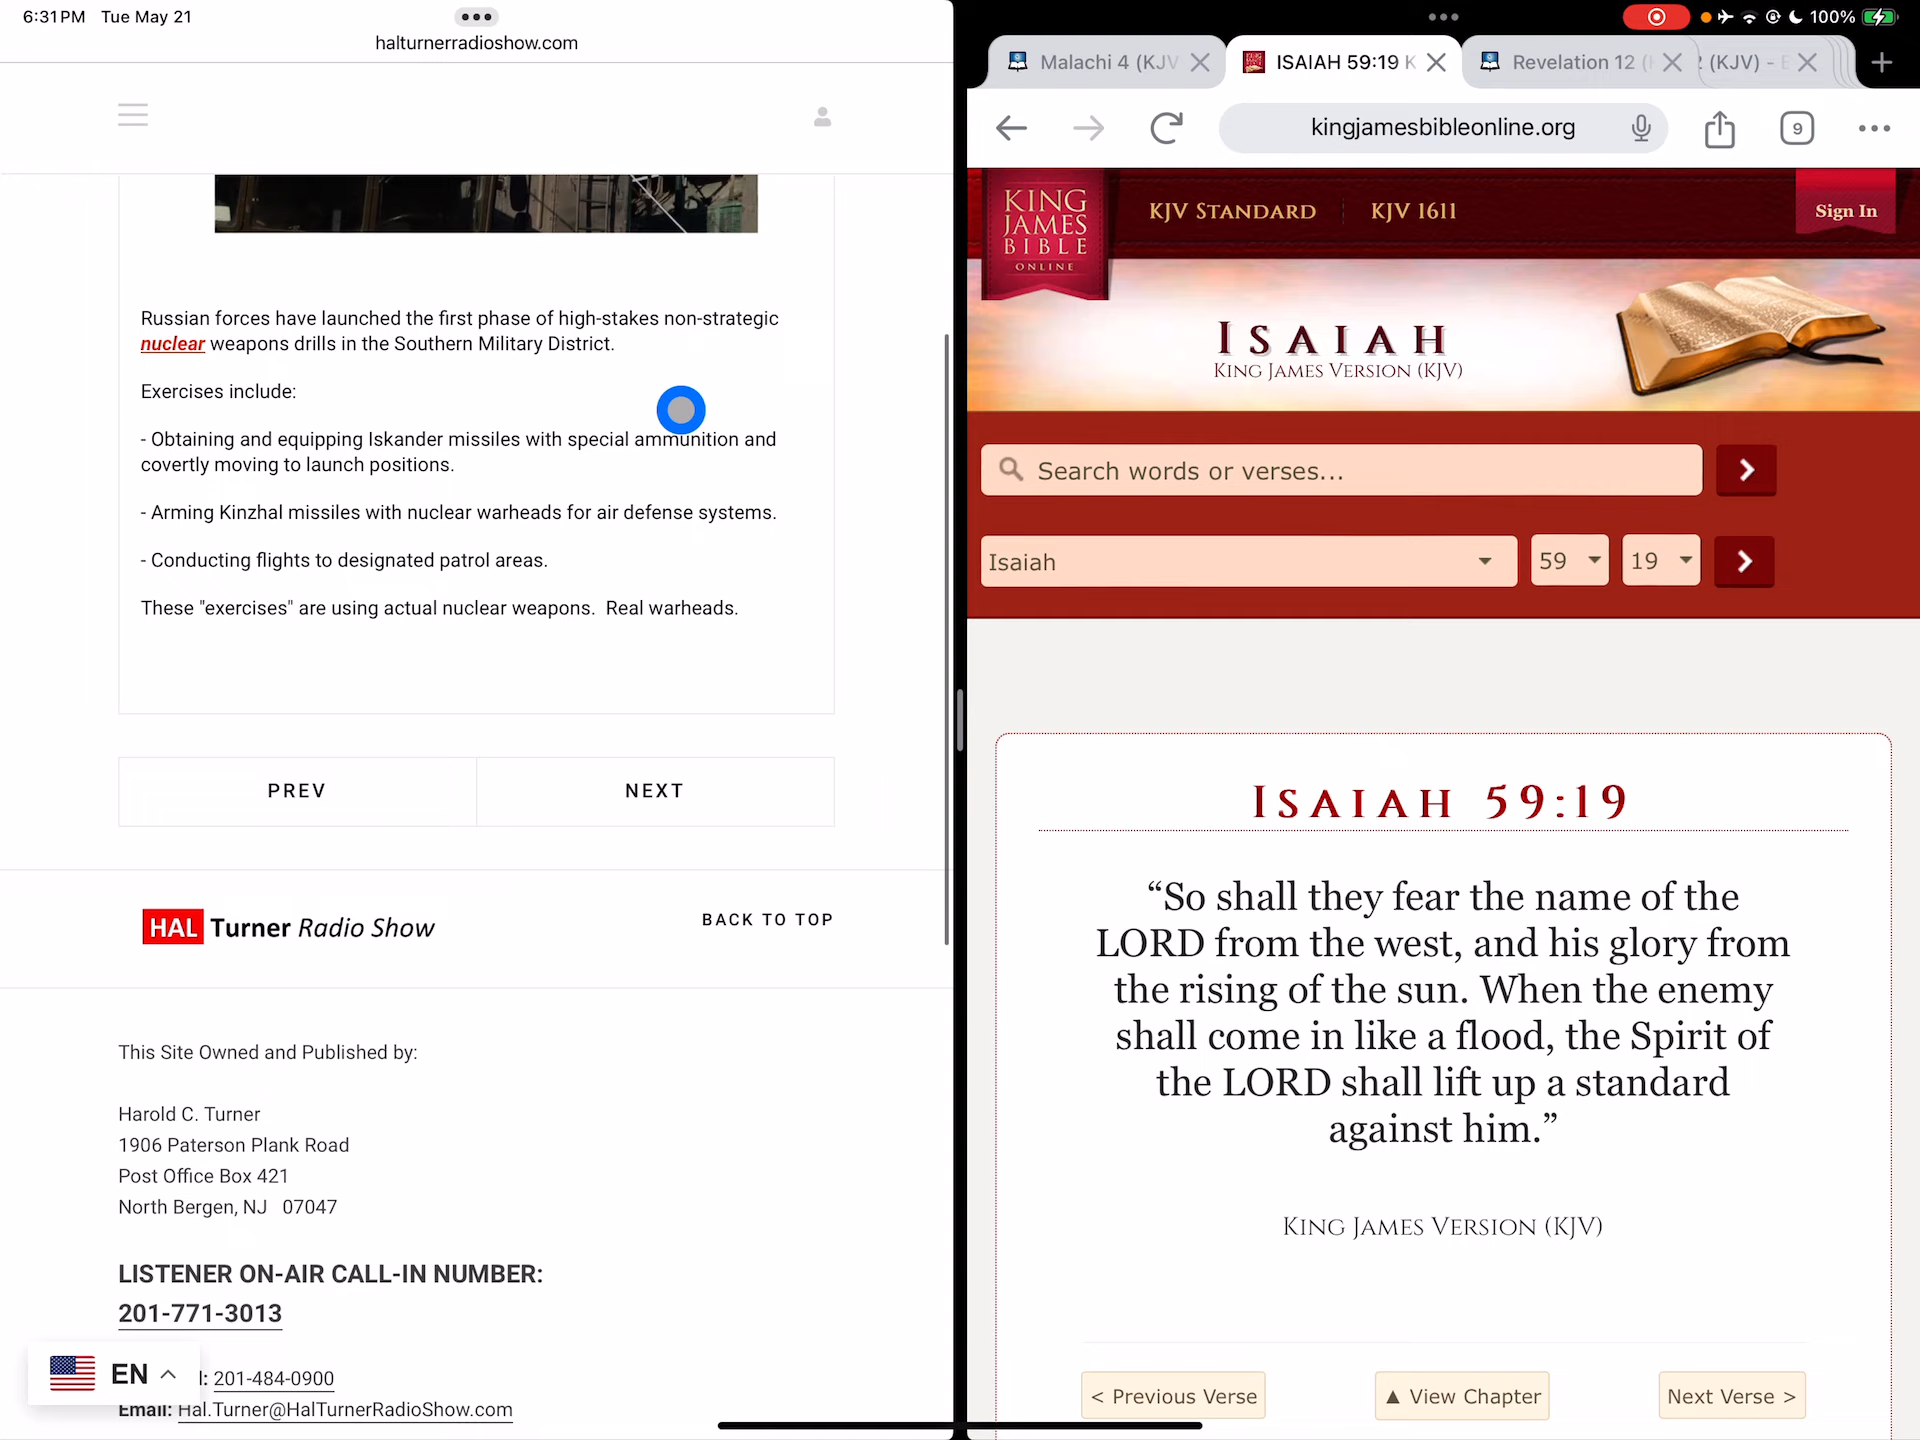 6:31PM Tue May 21
halturnerradioshow.com
Russian forces have launched the first phase of high-stakes non-strategic
nuclear weapons drills in the Southern Military District.
Exercises include:
- Obtaining and equipping Iskander missiles with special ammunition and
covertly moving to launch positions.
- Arming Kinzhal missiles with nuclear warheads for air defense systems.
- Conducting flights to designated patrol areas.
These "exercises" are using actual nuclear weapons. Real warheads.
PREV NEXT
HAL Turner Radio Show
BACK TO TOP
This Site Owned and Published by:
Harold C. Turner
1906 Paterson Plank Road
Post Office Box 421
North Bergen, NJ 07047
LISTENER ON-AIR CALL-IN NUMBER:
201-771-3013
EN
l: 201-484-0900
Email: Hal.Turner@HalTurnerRadioShow.com
100%
Malachi 4 (KJV
ISAIAH 59:19 K
Revelation 12 (
2 (KJV) -
kingjamesbibleonline.org
9
KING
JAMES
BIBLE
ONLINE
KJV STANDARD
KJV 1611
Sign In
ISAIAH
KING JAMES VERSION (KJV)
Search words or verses...
Isaiah 59 19
ISAIAH 59:19
“So shall they fear the name of the
LORD from the west, and his glory from
the rising of the sun. When the enemy
shall come in like a flood, the Spirit of
the LORD shall lift up a standard
against him.”
KING JAMES VERSION (KJV)
< Previous Verse
▲ View Chapter
Next Verse >